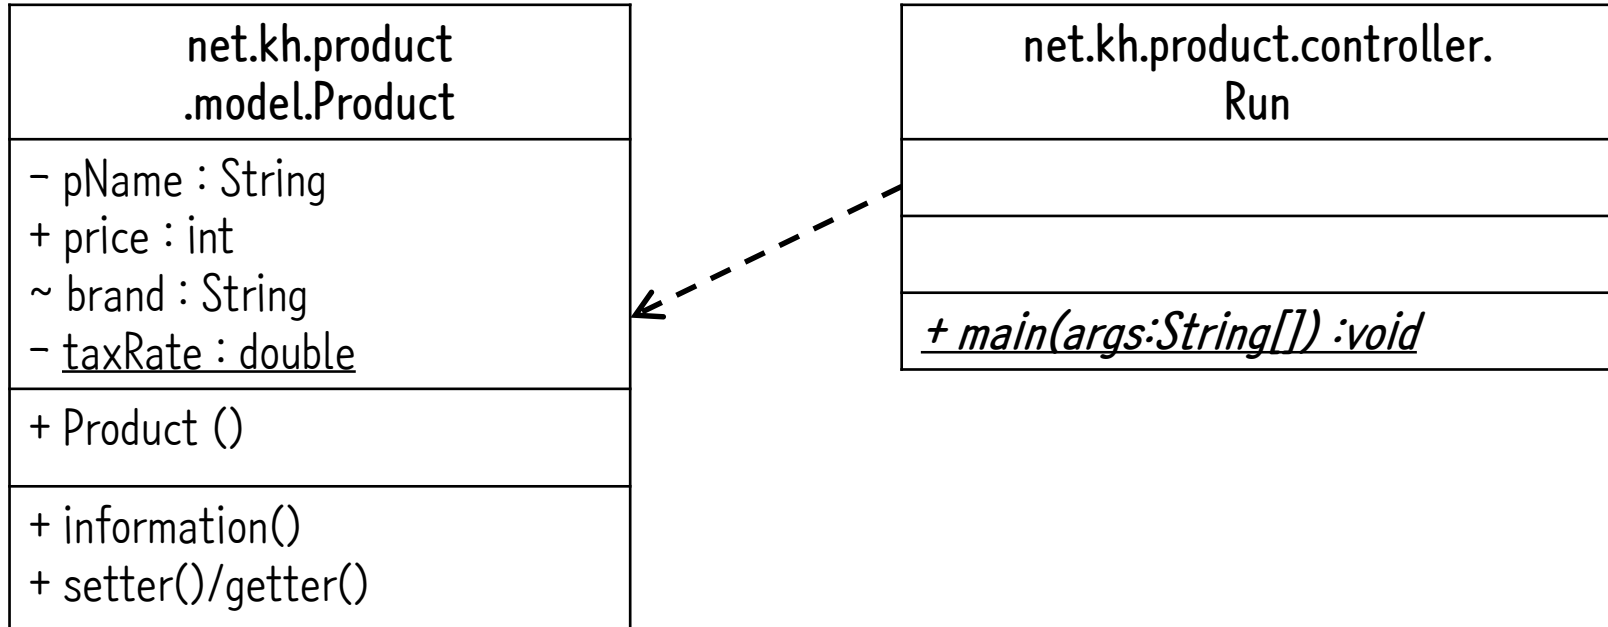 net.kh.product
.model.Product
- pName : String
+ price : int
~ brand : String
- taxRate : double
+ Product ()
+ information()
+ setter()/getter()
net.kh.product.controller.
Run
+ main(args:String[]) :void